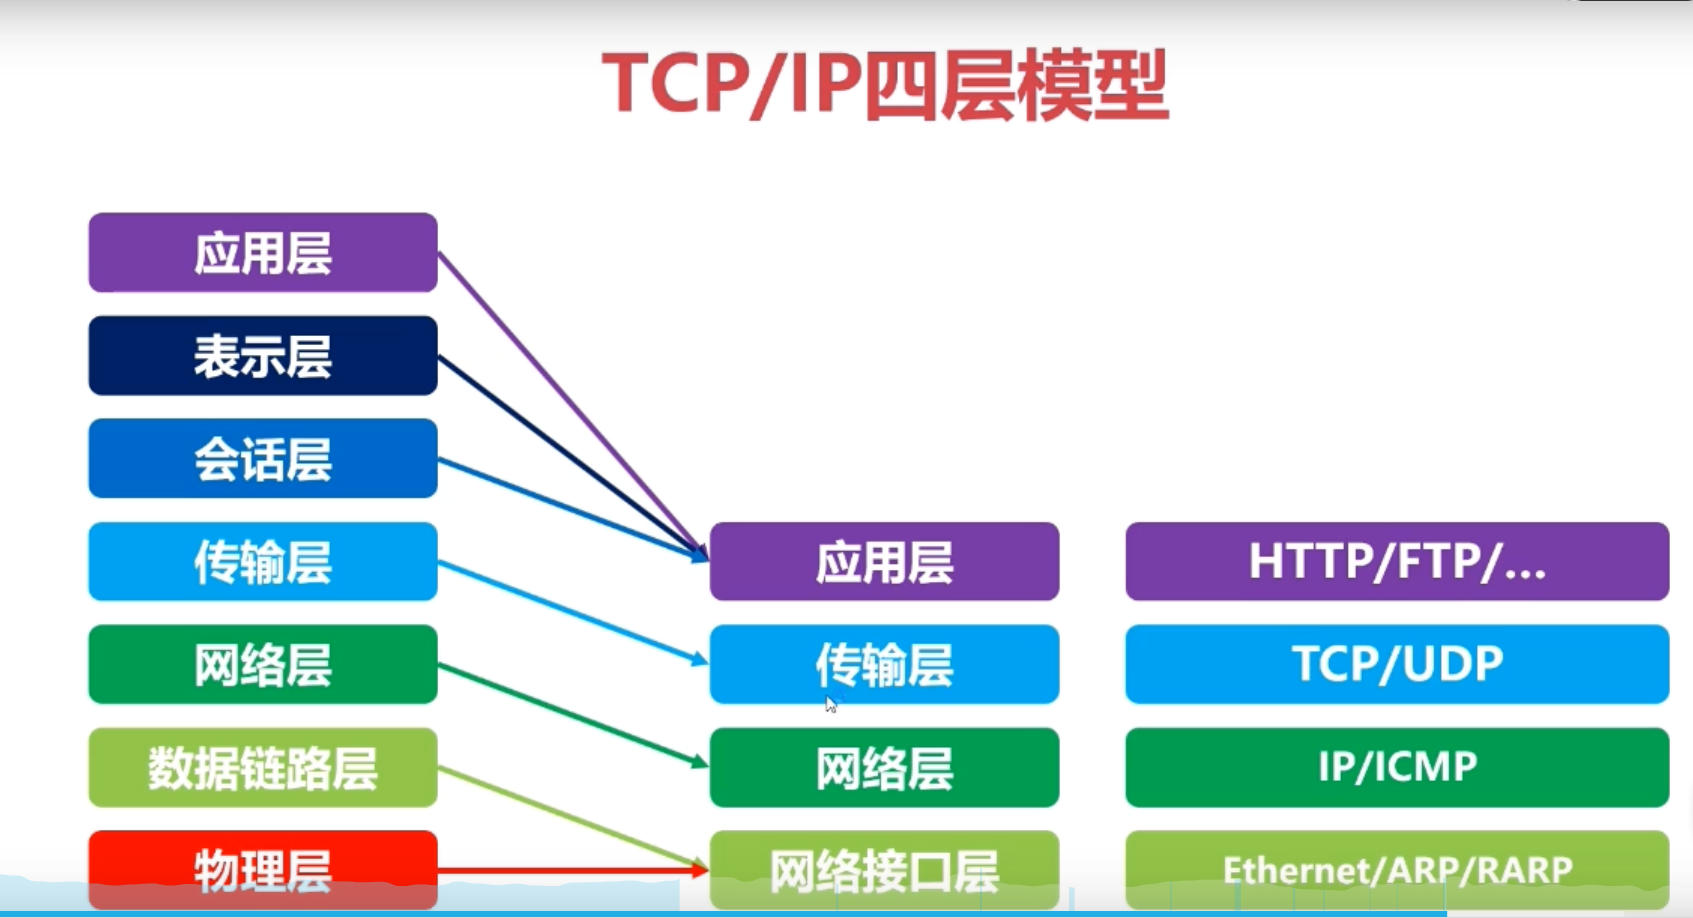 TCP/IP四层模型
应用层
表示层
会话层
传输层
网络层
数据链路层
物理层
应用层
传输层
网络层
网络接口层
HTTP/FTP/...
TCP/UDP
IP/ICMP
Ethernet/ARP/RARP